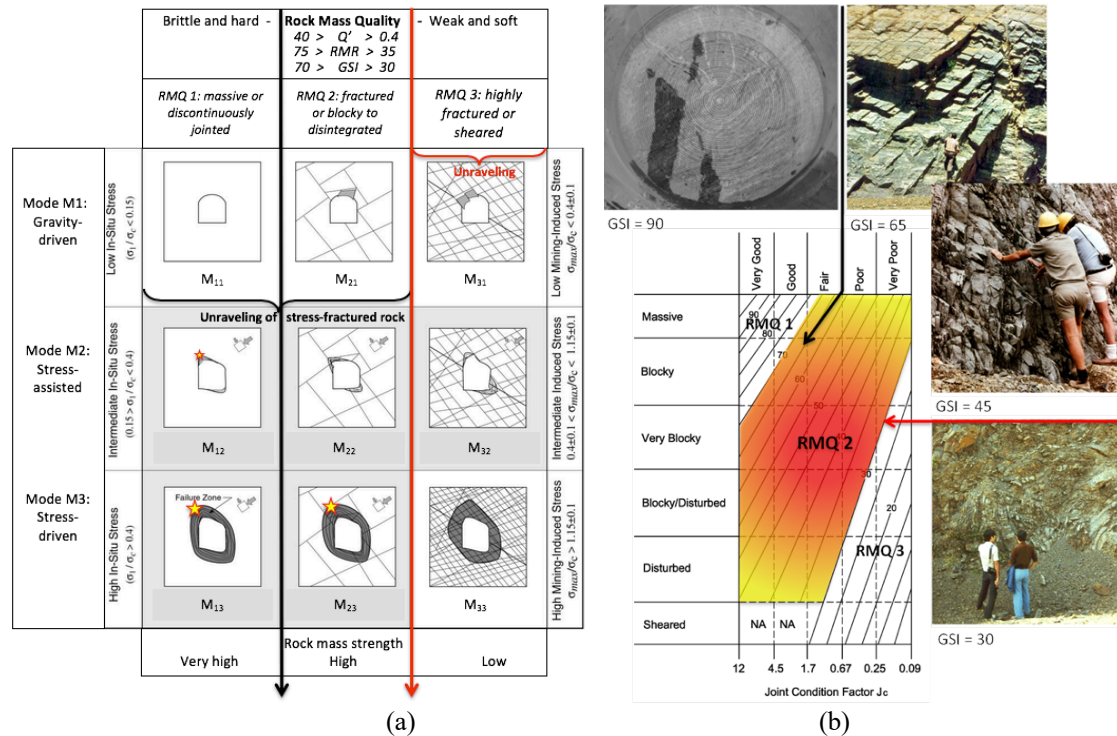 Brittle and hard -
Rock Mass Quality
- Weak and soft
40 > Q' > 0.4
75 > RMR > 35
70 > GSI > 30
RMQ 1: massive or
discontinuously
jointed
RMQ 2: fractured
or blocky to
disintegrated
RMQ 3: highly
fractured or
sheared
Unraveling
Mode M1:
Gravity-
driven
Low In-Situ Stress
(σ1 / σc < 0.15)
M11
M21
M31
Low Mining-Induced Stress
σmax/σc < 0.4±0.1
Unraveling of stress-fractured rock
Mode M2:
Stress-
assisted
Intermediate In-Situ Stress
(0.15 > σ1 / σc < 0.4)
M12
M22
M32
Intermediate Induced Stress
0.4±0.1 < σmax/σc < 1.15±0.1
Mode M3:
Stress-
driven
High In-Situ Stress
(σ1 / σc > 0.4)
Failure Zone
M13
M23
M33
High Mining-Induced Stress
σmax/σc > 1.15±0.1
Rock mass strength
Very high
High
Low
(a)
GSI = 90
GSI = 65
GSI = 45
GSI = 30
Very Good
Good
Fair
Poor
Very Poor
Massive
Blocky
Very Blocky
Blocky/Disturbed
Disturbed
Sheared
90
RMQ 1
80
70
60
50
RMQ 2
30
20
RMQ 3
NA
NA
12
4.5
1.7
0.67
0.25
0.09
Joint Condition Factor Jc
(b)